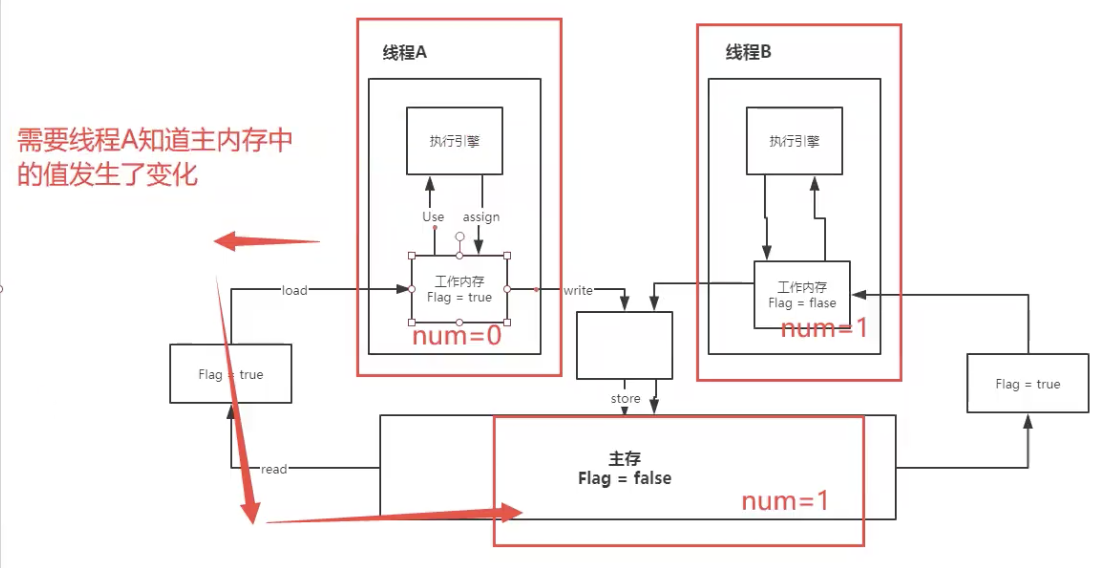 线程A
线程B
需要线程A知道主内存中
的值发生了变化
执行引擎
执行引擎
Use
assign
工作内存
Flag = true
工作内存
Flag = flase
load
write
num=0
num=1
Flag = true
Flag = true
store
read
主存
Flag = false
num=1